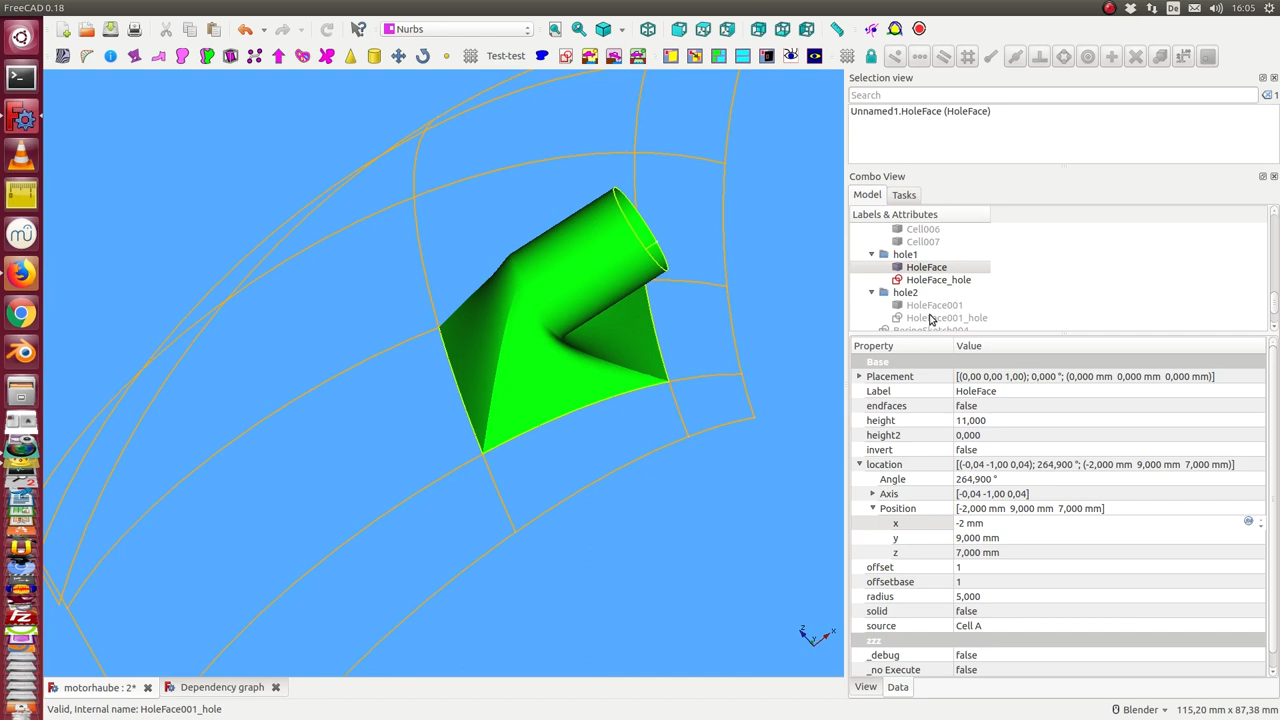 FreeCAD 0.18
De
16:05
Nurbs
Test-test
Selection view
Search
1
Unnamed1.HoleFace (HoleFace)
Combo View
Model
Tasks
Labels & Attributes
Cell006
Cell007
hole1
HoleFace
HoleFace_hole
hole2
HoleFace001
HoleFace001_hole
Property
Value
Base
Placement
[(0,00 0,00 1,00); 0,000 °; (0,000 mm 0,000 mm 0,000 mm)]
Label
HoleFace
endfaces
false
height
11,000
height2
0,000
invert
false
location
[(-0,04 -1,00 0,04); 264,900 °; (-2,000 mm 9,000 mm 7,000 mm)]
Angle
264,900 °
Axis
[-0,04 -1,00 0,04]
Position
[-2,000 mm 9,000 mm 7,000 mm]
x
-2 mm
y
9,000 mm
z
7,000 mm
offset
1
offsetbase
1
radius
5,000
solid
false
source
Cell A
zzz
_debug
false
_no Execute
false
View
Data
z
y
x
motorhaube : 2*
Dependency graph
Valid, Internal name: HoleFace001_hole
Blender
115,20 mm x 87,38 mm